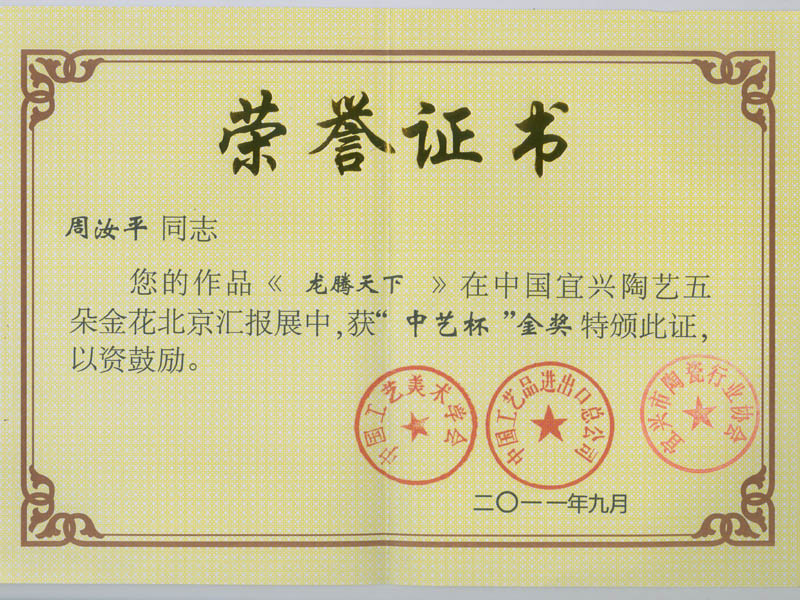 荣誉证书
周汝平 同志
您的作品《 龙腾天下 》在中国宜兴陶艺五
朵金花北京汇报展中,获“中艺杯”金奖 特颁此证,
以资鼓励。
中国工艺美术学会
中国工艺品进出口总公司
宜兴市陶瓷行业协会
二〇一一年九月